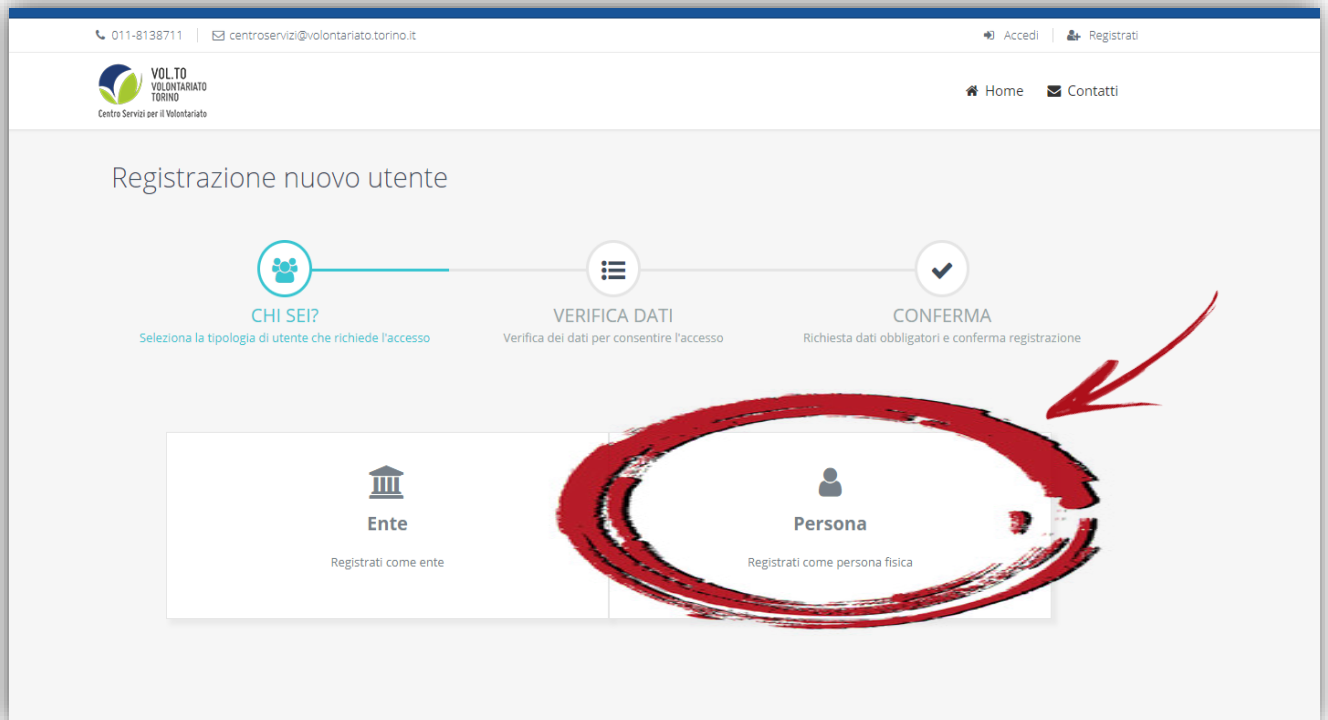 011-8138711
centroservizi@volontariato.torino.it
Accedi
Registrati
VOL.TO
VOLONTARIATO
TORINO
Centro Servizi per il Volontariato
Home
Contatti
Registrazione nuovo utente
CHI SEI?
Seleziona la tipologia di utente che richiede l'accesso
VERIFICA DATI
Verifica dei dati per consentire l'accesso
CONFERMA
Richiesta dati obbligatori e conferma registrazione
Ente
Registrati come ente
Persona
Registrati come persona fisica